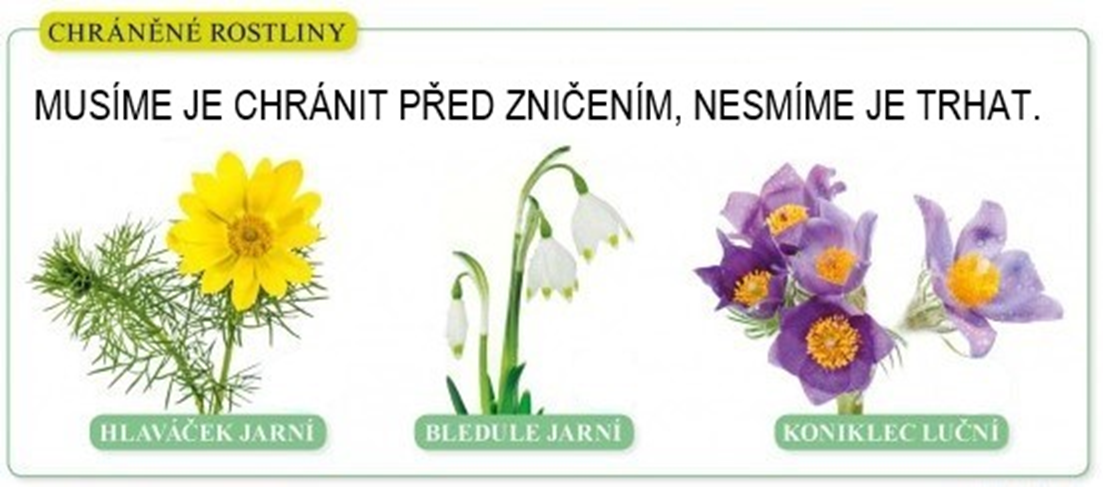 CHRÁNĚNÉ ROSTLINY
MUSÍME JE CHRÁNIT PŘED ZNIČENÍM, NESMÍME JE TRHAT.
HLAVÁČEK JARNÍ
BLEDULE JARNÍ
KONIKLEC LUČNÍ